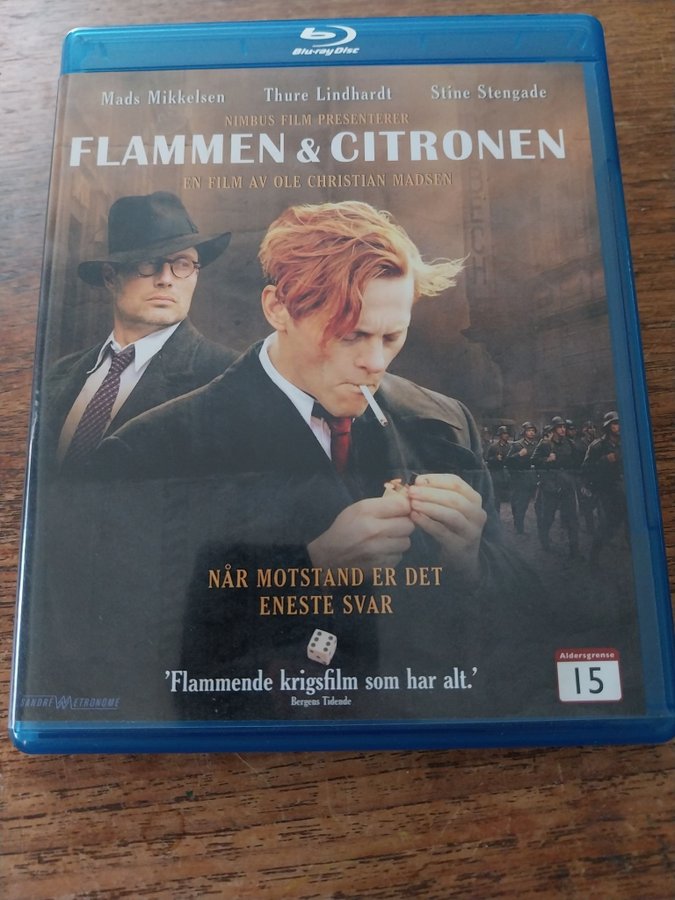 Blu-ray Disc
Mads Mikkelsen Thure Lindhardt Stine Stengade
NIMBUS FILM PRESENTERER
FLAMMEN & CITRONEN
EN FILM AV OLE CHRISTIAN MADSEN
NÅR MOTSTAND ER DET
ENESTE SVAR
'Flammende krigsfilm som har alt.'
Bergens Tidende
Aldersgrense
15
SANDREW METRONOME